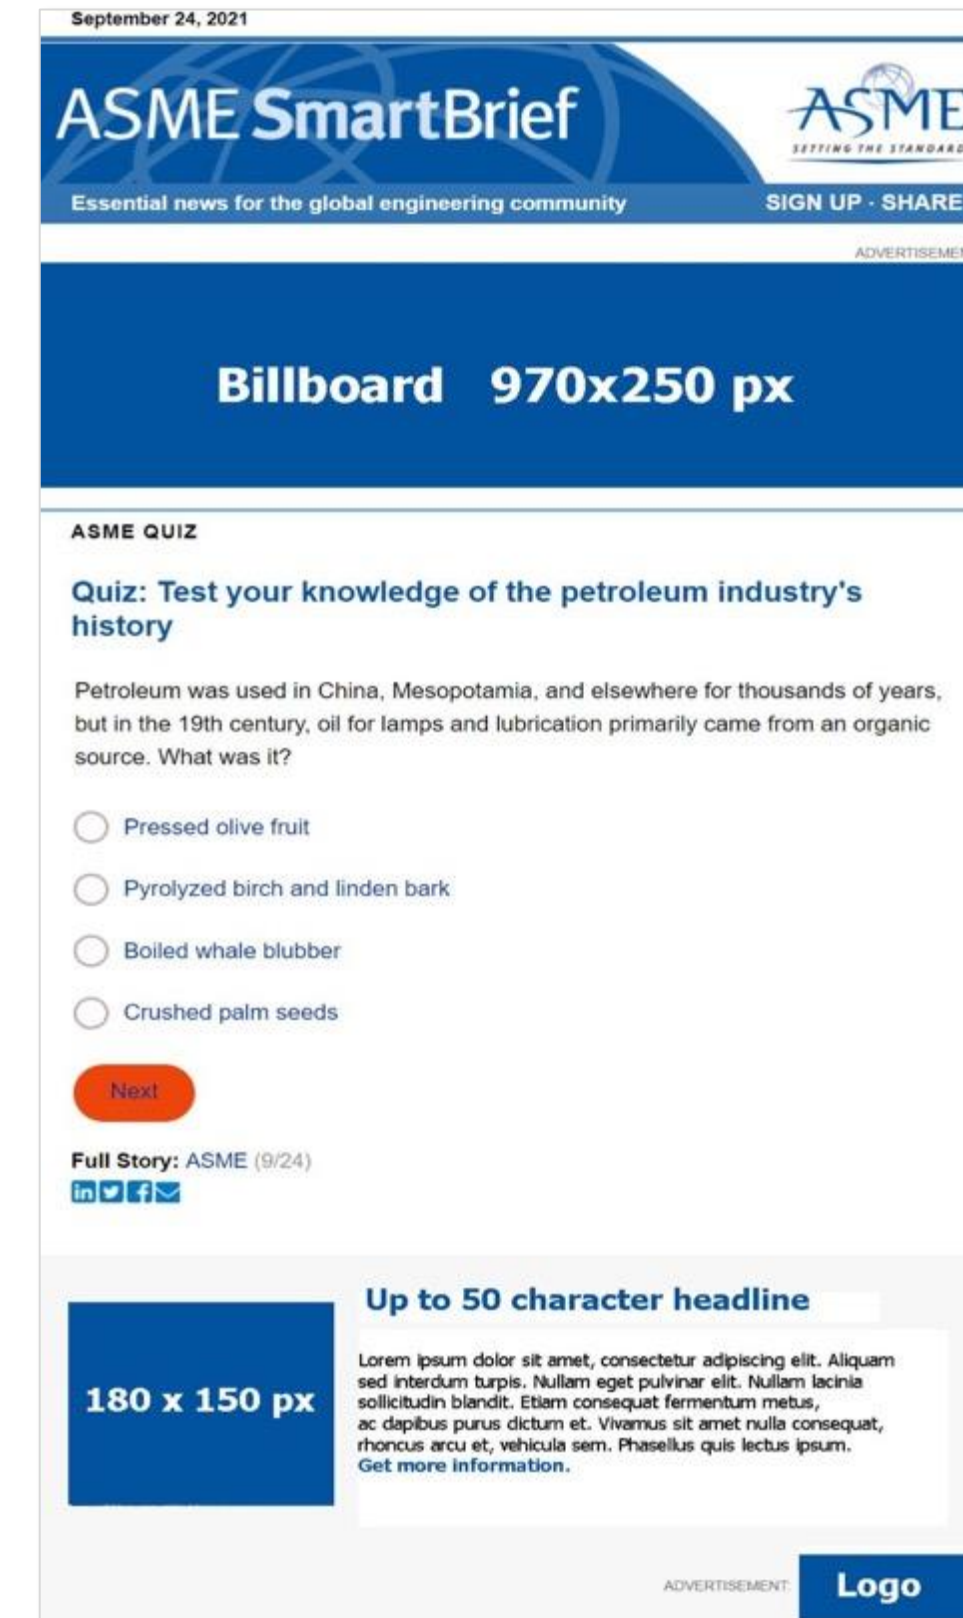 September 24, 2021
ASME SmartBrief
ASME
SETTING THE STANDARD
Essential news for the global engineering community
SIGN UP · SHARE
ADVERTISEMEN
Billboard 970x250 px
ASME QUIZ
Quiz: Test your knowledge of the petroleum industry's
history
Petroleum was used in China, Mesopotamia, and elsewhere for thousands of years,
but in the 19th century, oil for lamps and lubrication primarily came from an organic
source. What was it?
Pressed olive fruit
Pyrolyzed birch and linden bark
Boiled whale blubber
Crushed palm seeds
Next
Full Story: ASME (9/24)
Up to 50 character headline
180 x 150 px
Lorem ipsum dolor sit amet, consectetur adipiscing elit. Aliquam
sed interdum turpis. Nullam eget pulvinar elit. Nullam lacinia
sollicitudin blandit. Etiam consequat fermentum metus,
ac dapibus purus dictum et. Vivamus sit amet nulla consequat,
rhoncus arcu et, vehicula sem. Phasellus quis lectus ipsum.
Get more information.
ADVERTISEMENT:
Logo